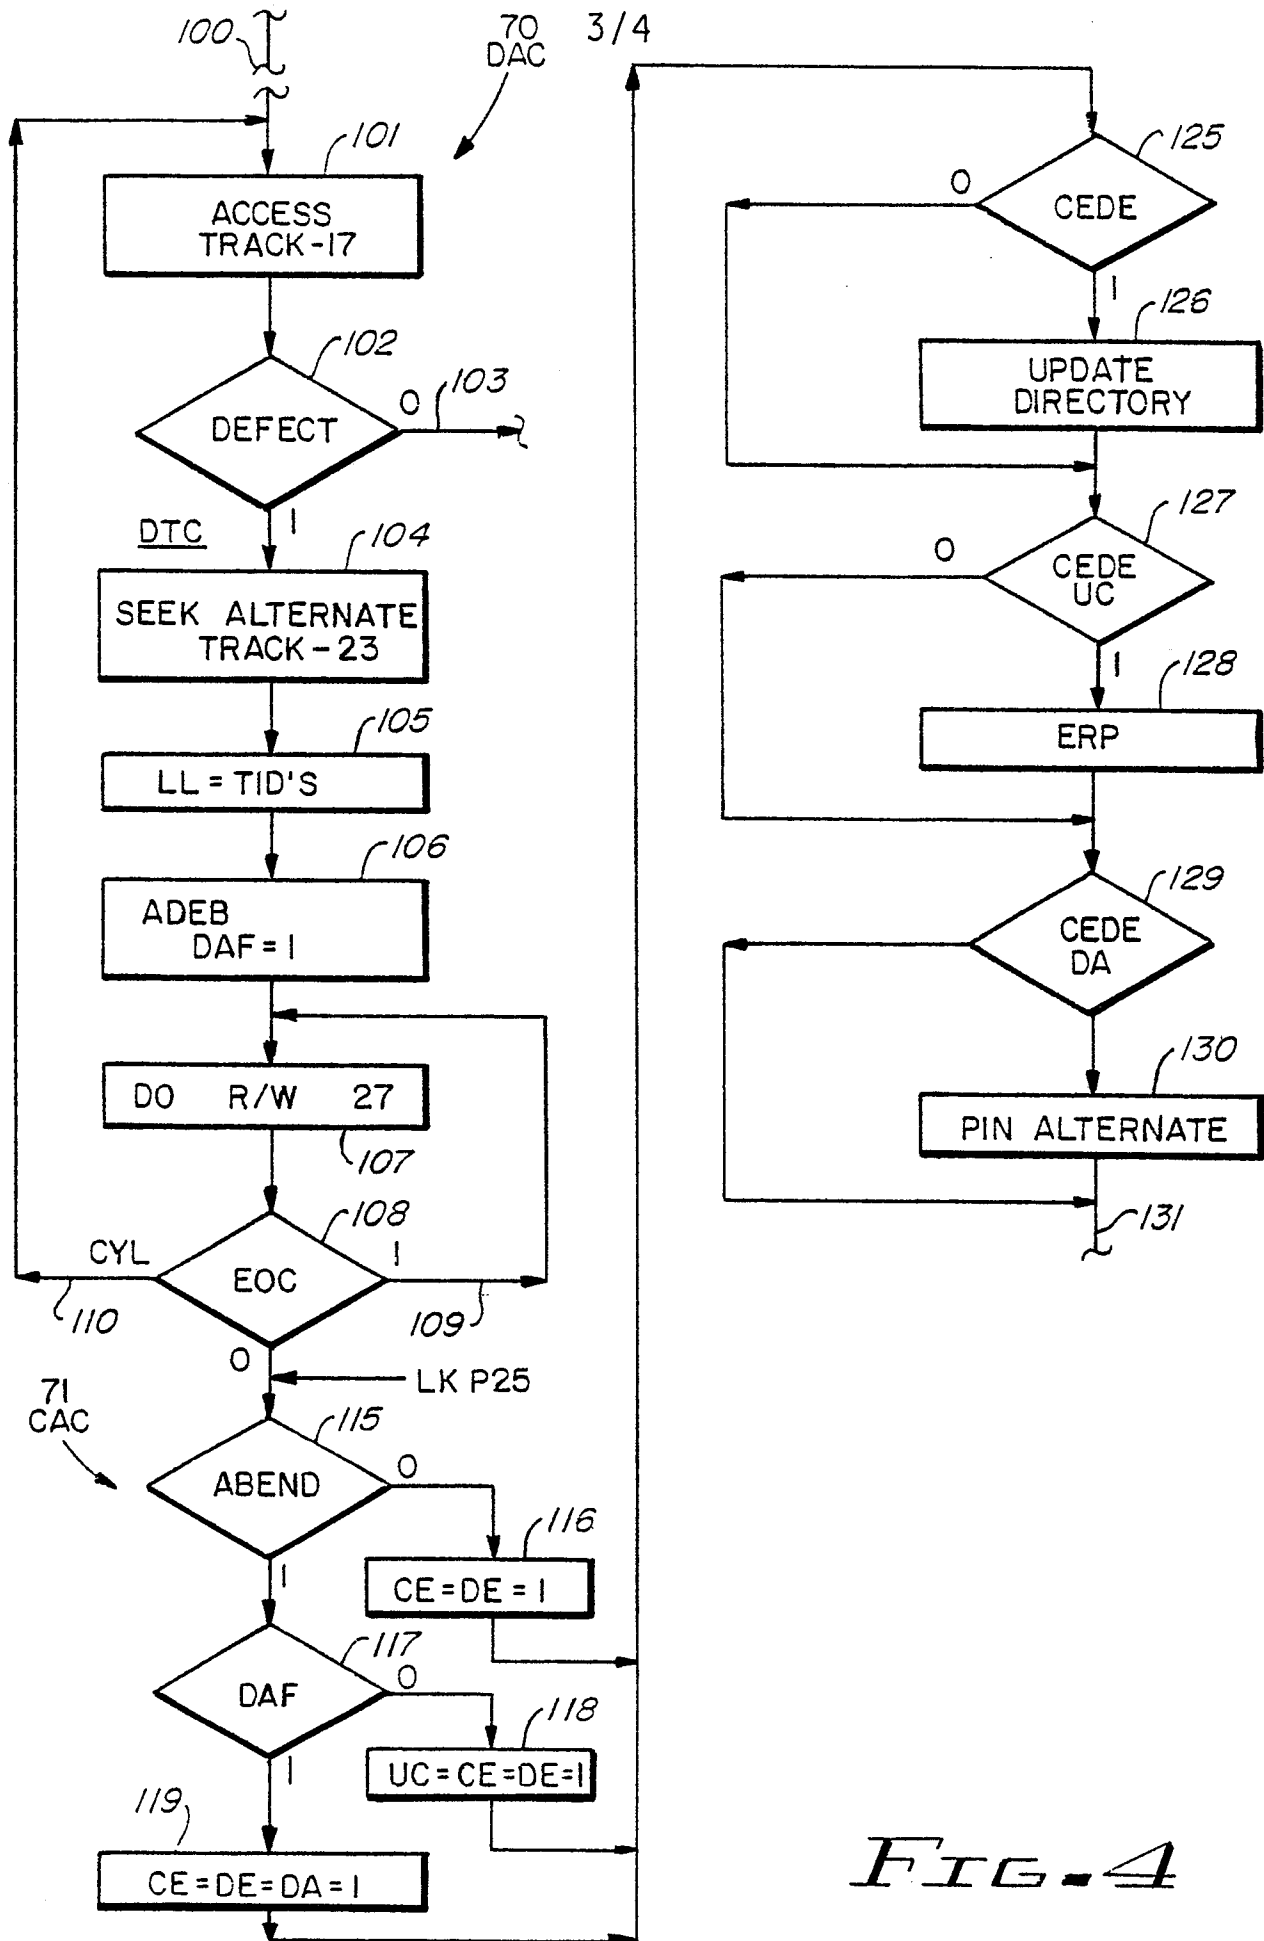 3/4
100
70
DAC
101
ACCESS
TRACK-17
102
DEFECT
0
103
1
DTC
104
SEEK ALTERNATE
TRACK-23
105
LL = TID'S
106
ADEB
DAF = 1
DO R/W 27
107
108
CYL
EOC
1
110
109
0
LK P25
71
CAC
115
ABEND
0
116
CE = DE = 1
1
117
DAF
0
118
UC = CE = DE = 1
1
119
CE = DE = DA = 1
125
CEDE
0
1
126
UPDATE
DIRECTORY
127
CEDE
UC
0
1
128
ERP
129
CEDE
DA
130
PIN ALTERNATE
131
FIG-4